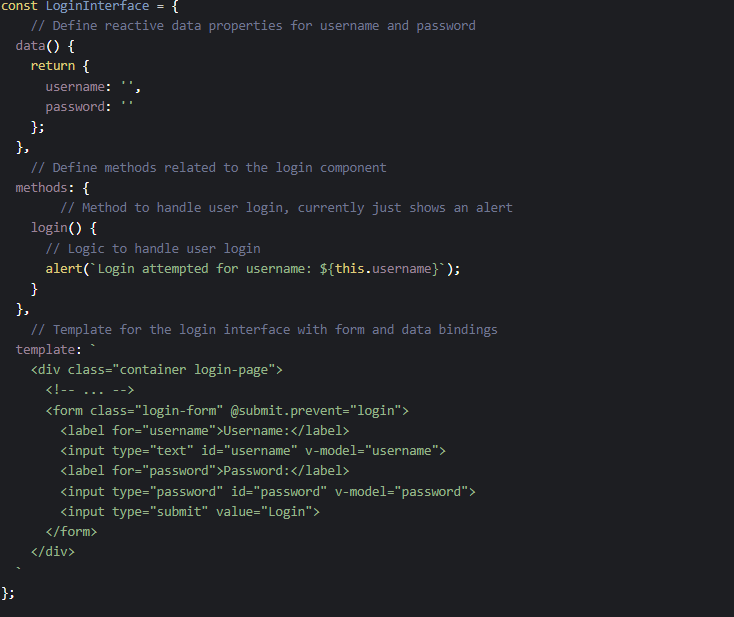 const LoginInterface = {
    // Define reactive data properties for username and password
  data() {
    return {
      username: '',
      password: ''
    };
  },
    // Define methods related to the login component
  methods: {
        // Method to handle user login, currently just shows an alert
    login() {
      // Logic to handle user login
      alert(`Login attempted for username: ${this.username}`);
    }
  },
    // Template for the login interface with form and data bindings
  template: `
    <div class="container login-page">
      <!-- ... -->
      <form class="login-form" @submit.prevent="login">
        <label for="username">Username:</label>
        <input type="text" id="username" v-model="username">
        <label for="password">Password:</label>
        <input type="password" id="password" v-model="password">
        <input type="submit" value="Login">
      </form>
    </div>
  `
};